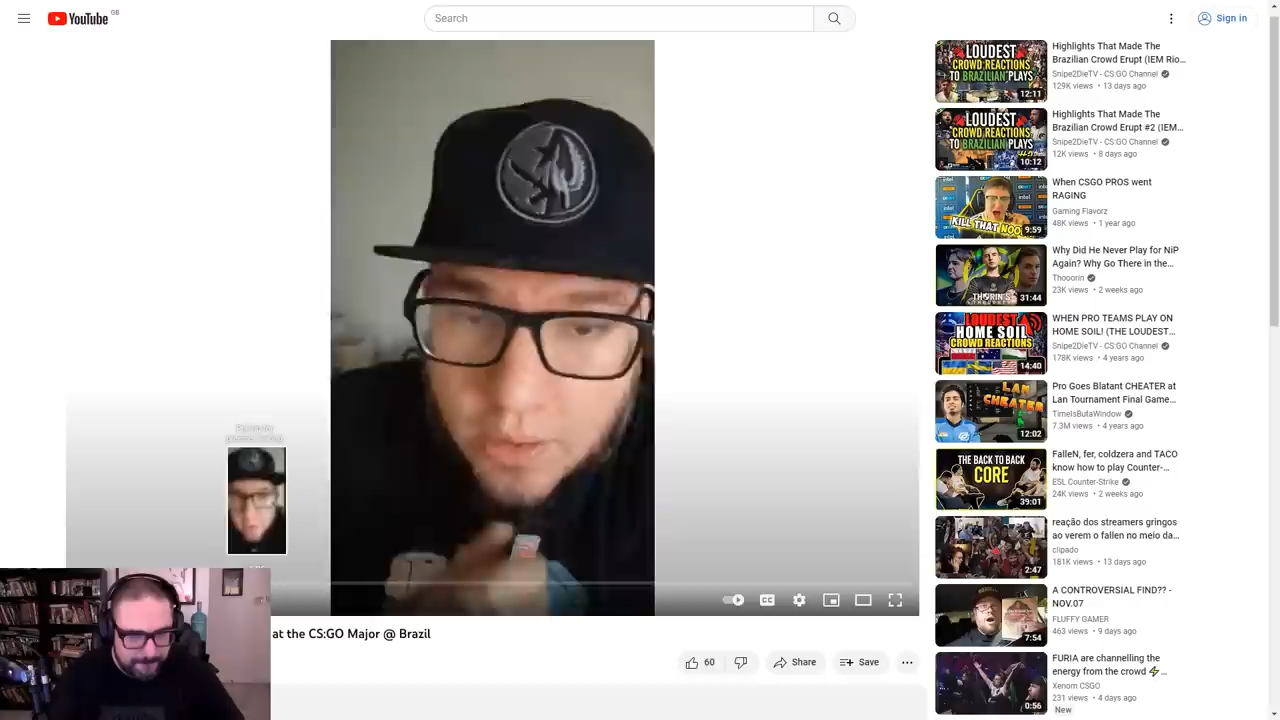 YouTube GB
Search
Sign in
at the CS:GO Major @ Brazil
60
Share
Save
LOUDEST
CROWD REACTIONS
TO BRAZILIAN PLAYS
12:11
Highlights That Made The
Brazilian Crowd Erupt (IEM Rio...
Snipe2DieTV - CS:GO Channel
129K views • 13 days ago
LOUDEST
CROWD REACTIONS
TO BRAZILIAN PLAYS
#2
10:12
Highlights That Made The
Brazilian Crowd Erupt #2 (IEM...
Snipe2DieTV - CS:GO Channel
12K views • 8 days ago
intel
KILL THAT NOO
9:59
When CSGO PROS went
RAGING
Gaming Flavorz
48K views • 1 year ago
THORIN'S
31:44
Why Did He Never Play for NiP
Again? Why Go There in the...
Thooorin
23K views • 2 weeks ago
LOUDEST
HOME SOIL
CROWD REACTIONS
14:40
WHEN PRO TEAMS PLAY ON
HOME SOIL! (THE LOUDEST...
Snipe2DieTV - CS:GO Channel
178K views • 4 years ago
LAN
CHEATER
12:02
Pro Goes Blatant CHEATER at
Lan Tournament Final Game...
TimeIsButaWindow
7.3M views • 4 years ago
THE BACK TO BACK
CORE
39:01
FalleN, fer, coldzera and TACO
know how to play Counter-...
ESL Counter-Strike
24K views • 2 weeks ago
2:47
reação dos streamers gringos
ao verem o fallen no meio da...
clipado
181K views • 13 days ago
7:54
A CONTROVERSIAL FIND?? -
NOV.07
FLUFFY GAMER
463 views • 9 days ago
0:56
FURIA are channelling the
energy from the crowd ⚡...
Xenom CSGO
231 views • 4 days ago
New